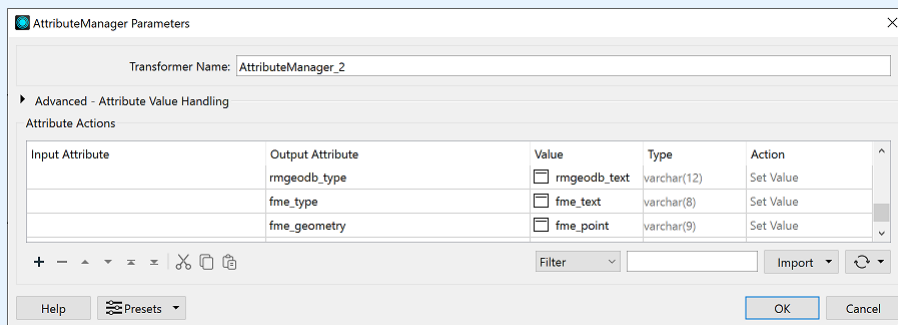 AttributeManager Parameters
Transformer Name: AttributeManager_2
Advanced - Attribute Value Handling
Attribute Actions
Input Attribute Output Attribute Value Type Action
rmgeodb_type rmgeodb_text varchar(12) Set Value
fme_type fme_text varchar(8) Set Value
fme_geometry fme_point varchar(9) Set Value
Filter Import
Help Presets OK Cancel